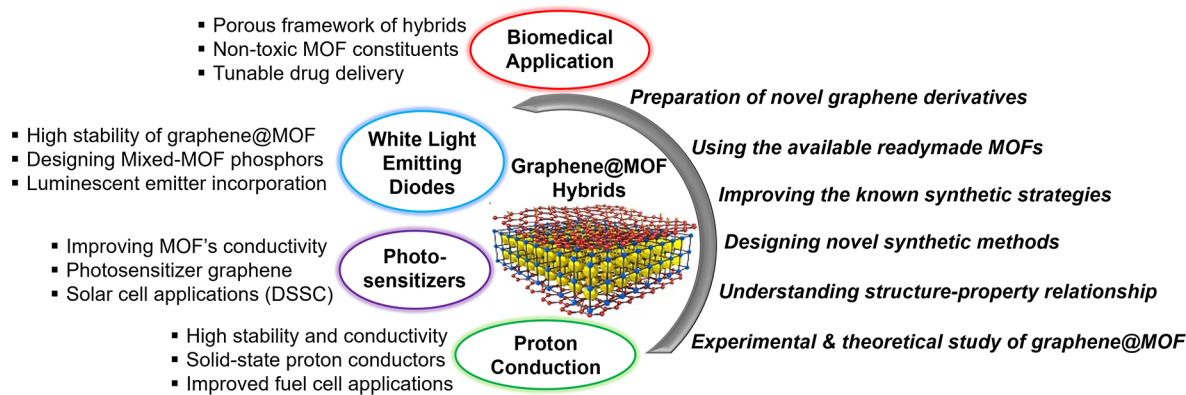 ▪ Porous framework of hybrids
▪ Non-toxic MOF constituents
▪ Tunable drug delivery
Biomedical
Application
▪ High stability of graphene@MOF
▪ Designing Mixed-MOF phosphors
▪ Luminescent emitter incorporation
White Light
Emitting
Diodes
▪ Improving MOF's conductivity
▪ Photosensitizer graphene
▪ Solar cell applications (DSSC)
Photo-
sensitizers
▪ High stability and conductivity
▪ Solid-state proton conductors
▪ Improved fuel cell applications
Proton
Conduction
Graphene@MOF
Hybrids
Preparation of novel graphene derivatives
Using the available readymade MOFs
Improving the known synthetic strategies
Designing novel synthetic methods
Understanding structure-property relationship
Experimental & theoretical study of graphene@MOF